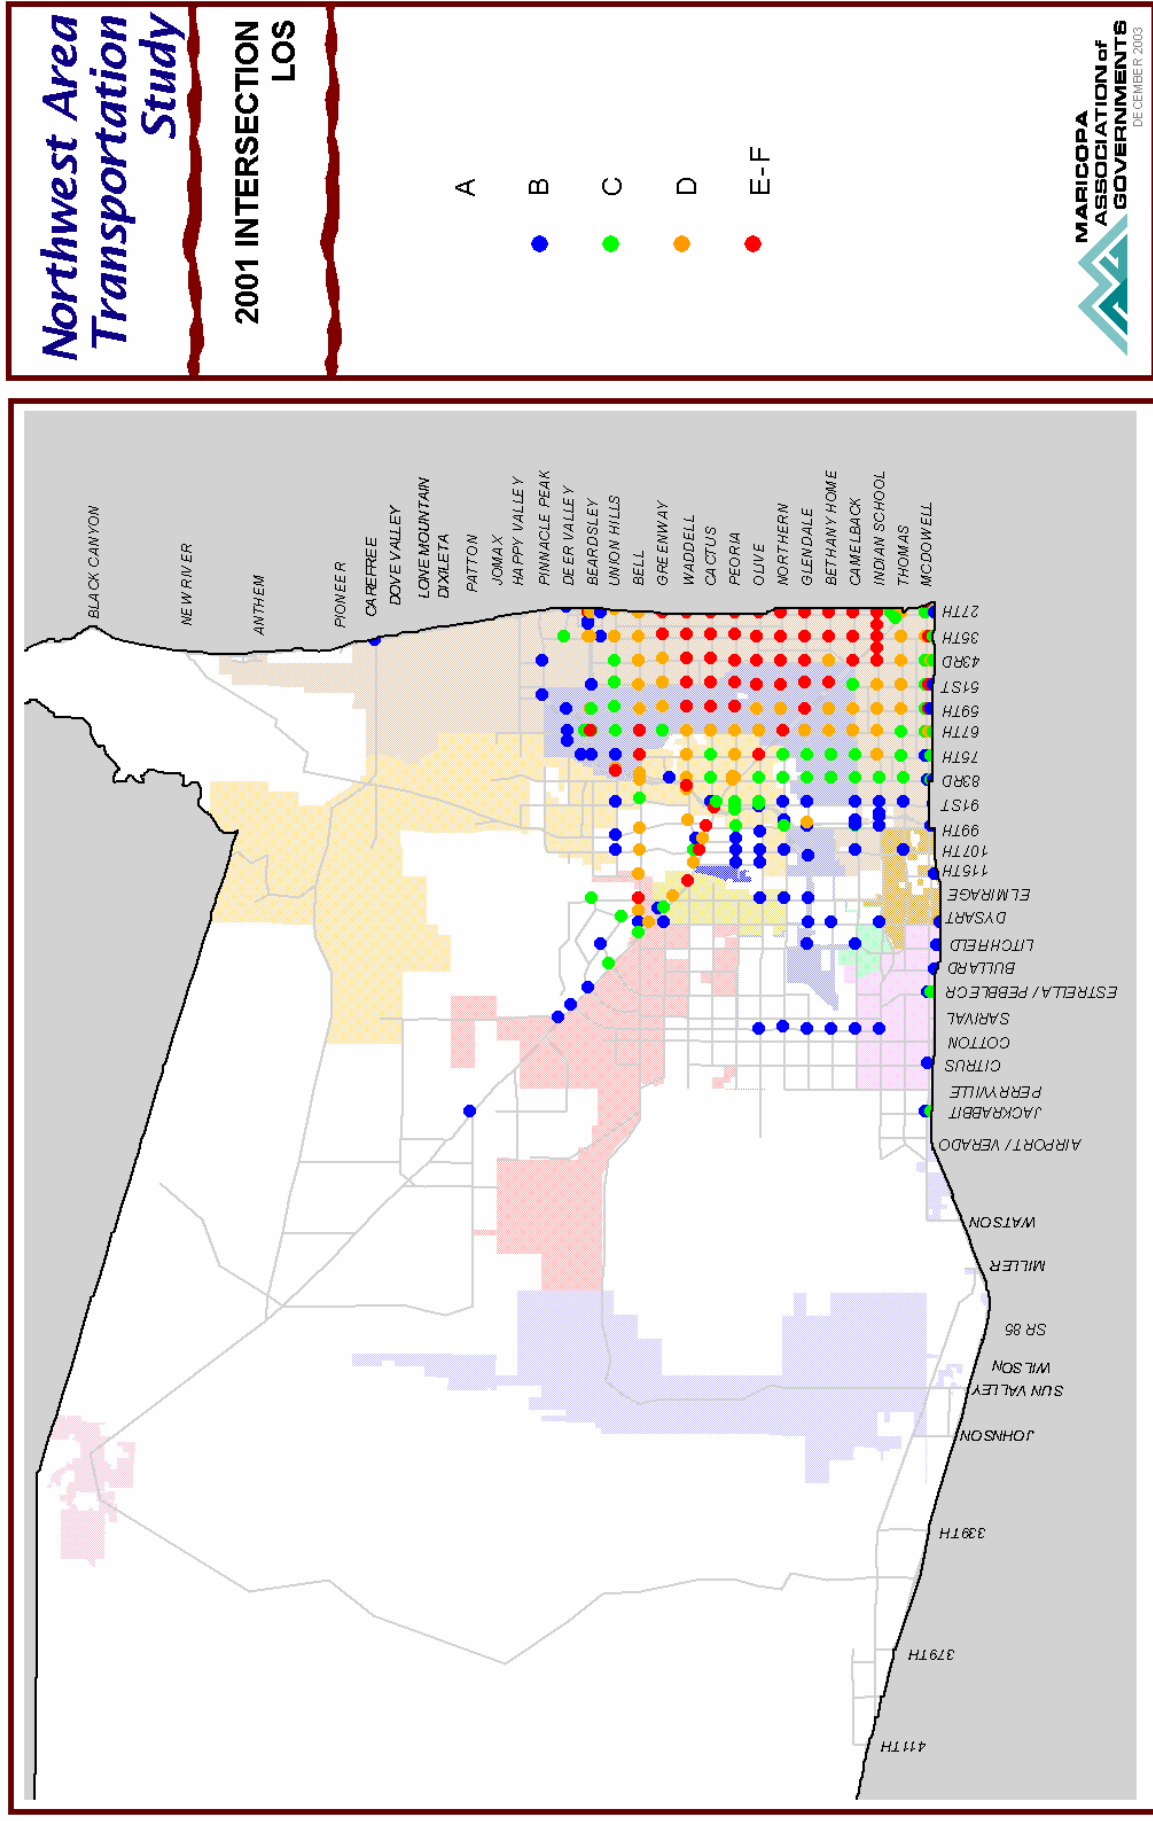 Northwest Area
Transportation
Study
2001 INTERSECTION
LOS
A
B
C
D
E-F
MARICOPA
ASSOCIATION of
GOVERNMENTS
DECEMBER 2003
BLACK CANYON
NEW RIVER
ANTHEM
PIONEER
CAREFREE
DOVE VALLEY
LONE MOUNTAIN
DIXILETA
PATTON
JOMAX
HAPPY VALLEY
PINNACLE PEAK
DEER VALLEY
BEARDSLEY
UNION HILLS
BELL
GREENWAY
WADDELL
CACTUS
PEORIA
OLIVE
NORTHERN
GLENDALE
BETHANY HOME
CAMELBACK
INDIAN SCHOOL
THOMAS
MCDOWELL
27TH
35TH
43RD
51ST
59TH
67TH
75TH
83RD
91ST
99TH
107TH
115TH
ELMIRAGE
DYSART
LITCHFIELD
BULLARD
ESTRELLA / PEBBLE CR
SARIVAL
COTTON
CITRUS
PERRYVILLE
JACKRABBIT
AIRPORT / VERADO
WATSON
MILLER
SR 85
WILSON
SUN VALLEY
JOHNSON
339TH
379TH
411TH